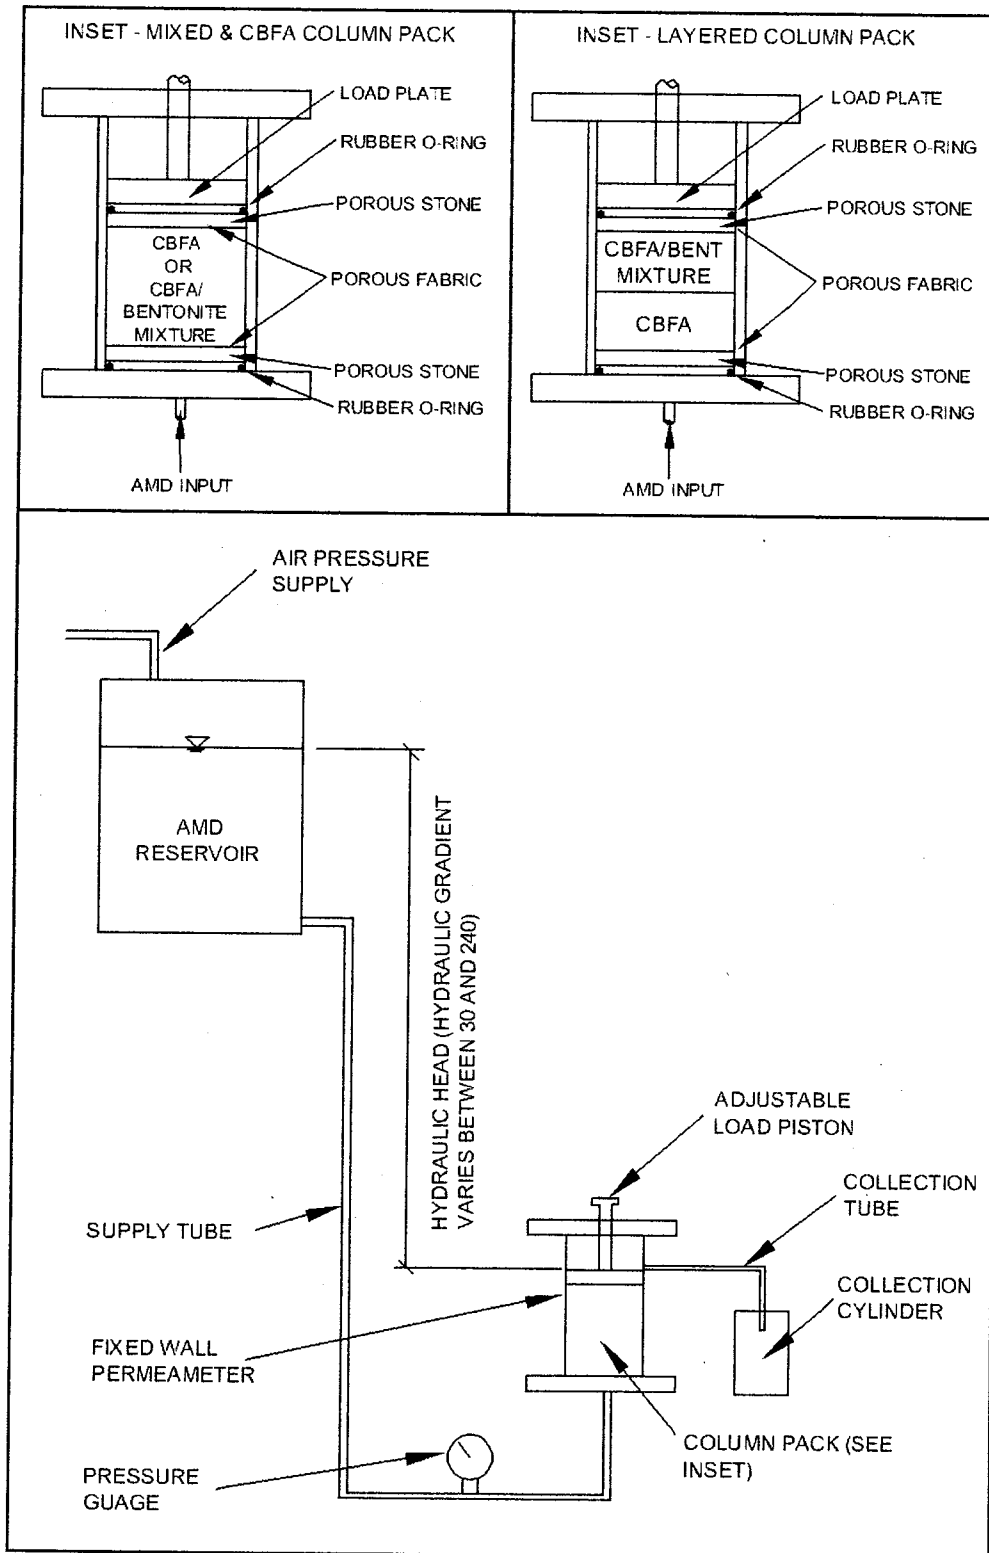 INSET - MIXED & CBFA COLUMN PACK
LOAD PLATE
RUBBER O-RING
POROUS STONE
CBFA
OR
CBFA/
BENTONITE
MIXTURE
POROUS FABRIC
POROUS STONE
RUBBER O-RING
AMD INPUT
INSET - LAYERED COLUMN PACK
LOAD PLATE
RUBBER O-RING
POROUS STONE
CBFA/BENT
MIXTURE
POROUS FABRIC
CBFA
POROUS STONE
RUBBER O-RING
AMD INPUT
AIR PRESSURE
SUPPLY
AMD
RESERVOIR
HYDRAULIC HEAD (HYDRAULIC GRADIENT
VARIES BETWEEN 30 AND 240)
ADJUSTABLE
LOAD PISTON
COLLECTION
TUBE
SUPPLY TUBE
COLLECTION
CYLINDER
FIXED WALL
PERMEAMETER
COLUMN PACK (SEE
INSET)
PRESSURE
GUAGE